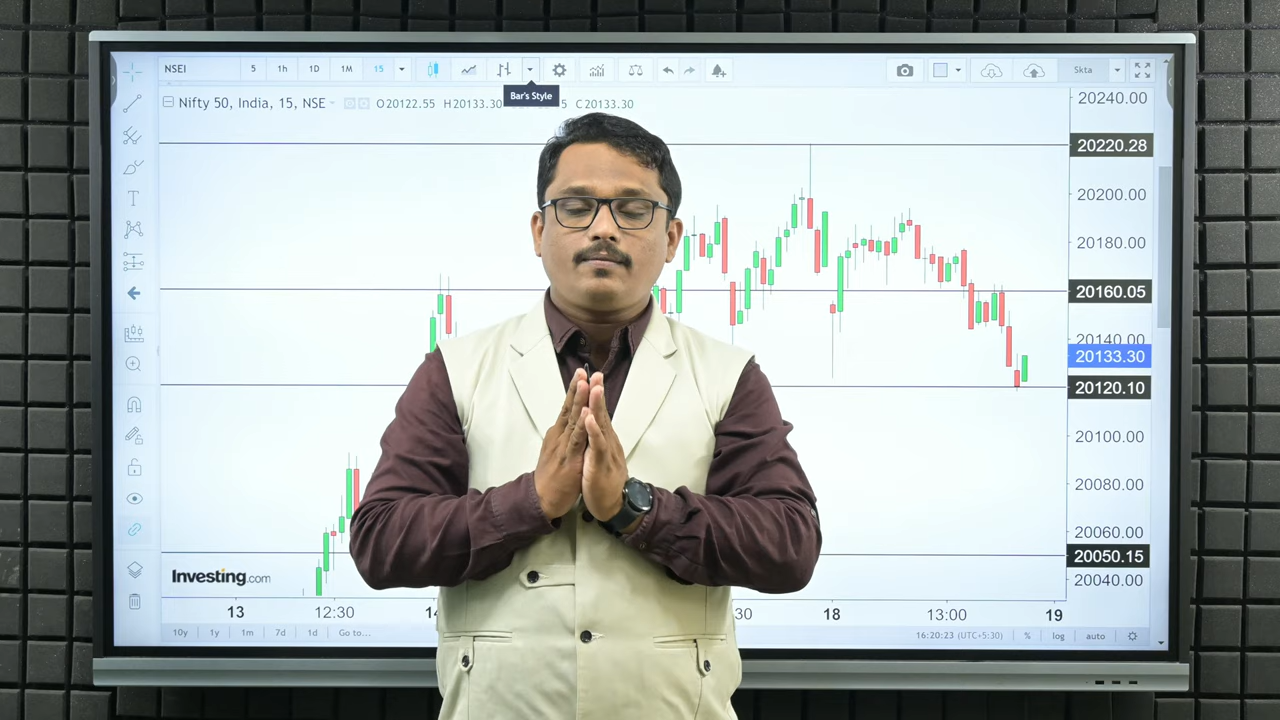 NSEI 5 1h 1D 1M 15 Skta
Bar's Style
Nifty 50, India, 15, NSE O20122.55 H20133.30 5 C20133.30
20240.00
20220.28
20200.00
20180.00
20160.05
20140.00
20133.30
20120.10
20100.00
20080.00
20060.00
20050.15
20040.00
Investing.com
13 12:30 14 :30 18 13:00 19
10y 1y 1m 7d 1d Go to... 16:20:23 (UTC+5:30) % log auto